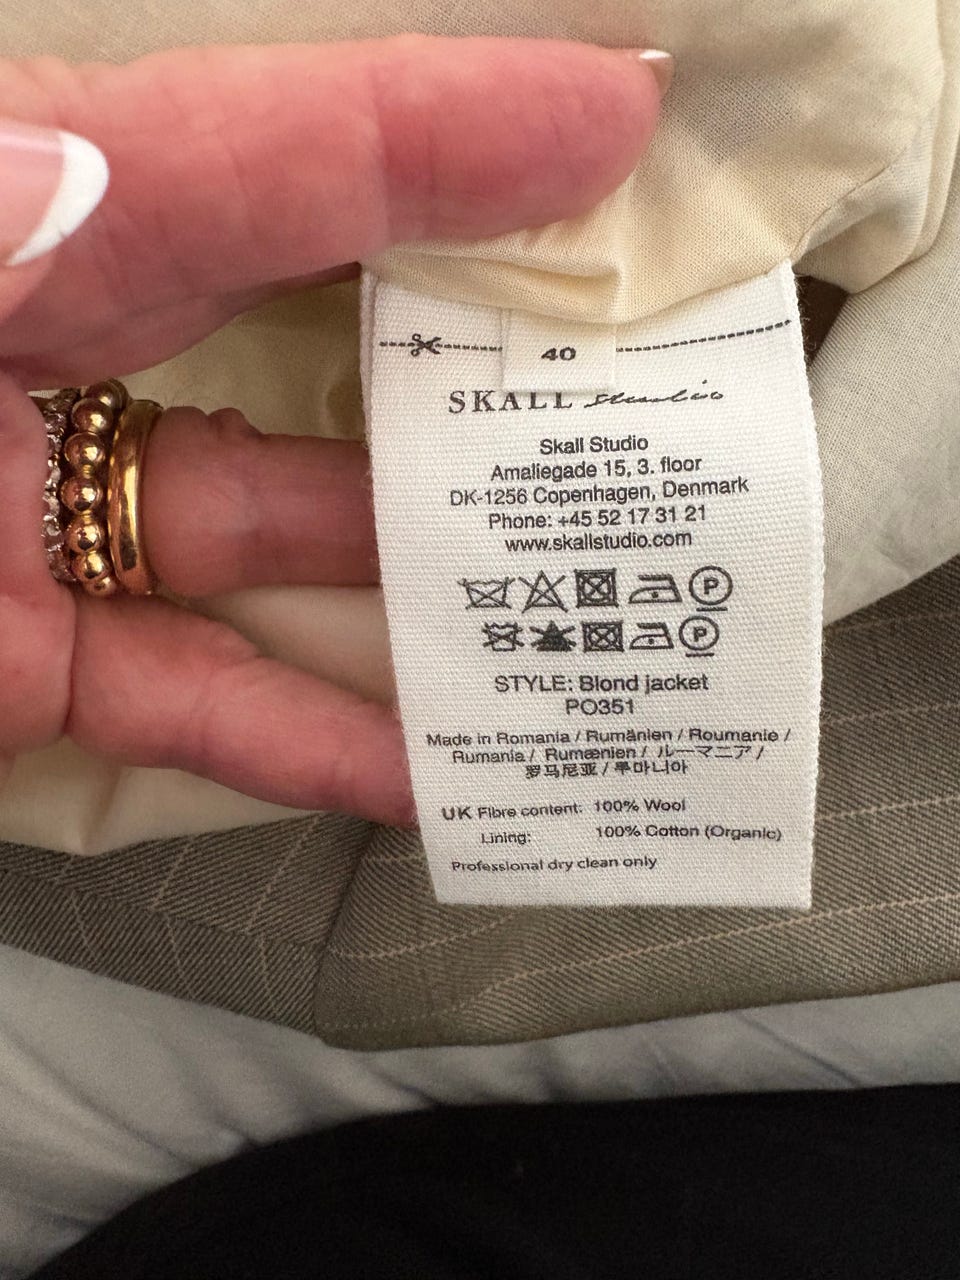 40
SKALL studio
Skall Studio
Amaliegade 15, 3. floor
DK-1256 Copenhagen, Denmark
Phone: +45 52 17 31 21
www.skallstudio.com
P
P
STYLE: Blond jacket
PO351
Made in Romania / Rumänien / Roumanie /
Rumania / Rumænien / ルーマニア /
罗马尼亚 / 루마니아
UK Fibre content: 100% Wool
Lining: 100% Cotton (Organic)
Professional dry clean only